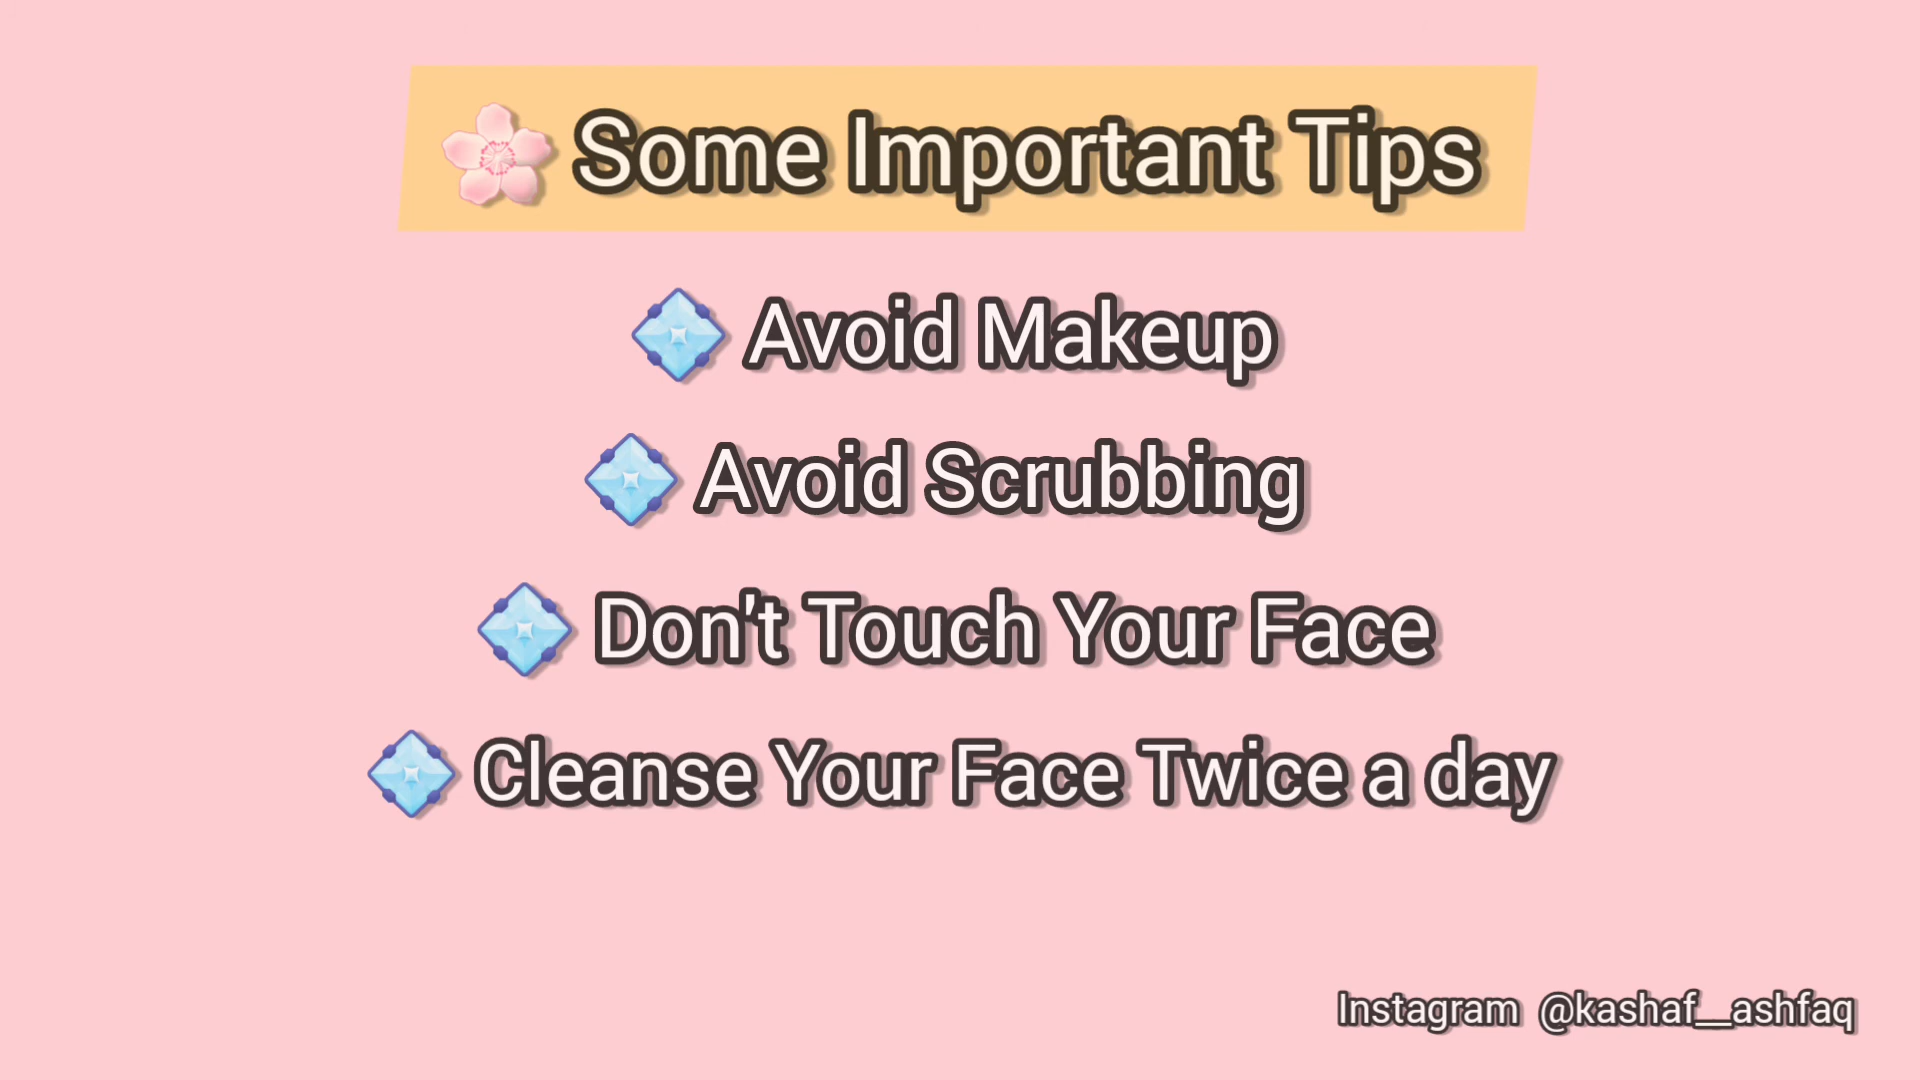 🌸 Some Important Tips
💠 Avoid Makeup
💠 Avoid Scrubbing
💠 Don't Touch Your Face
💠 Cleanse Your Face Twice a day
Instagram @kashaf__ashfaq